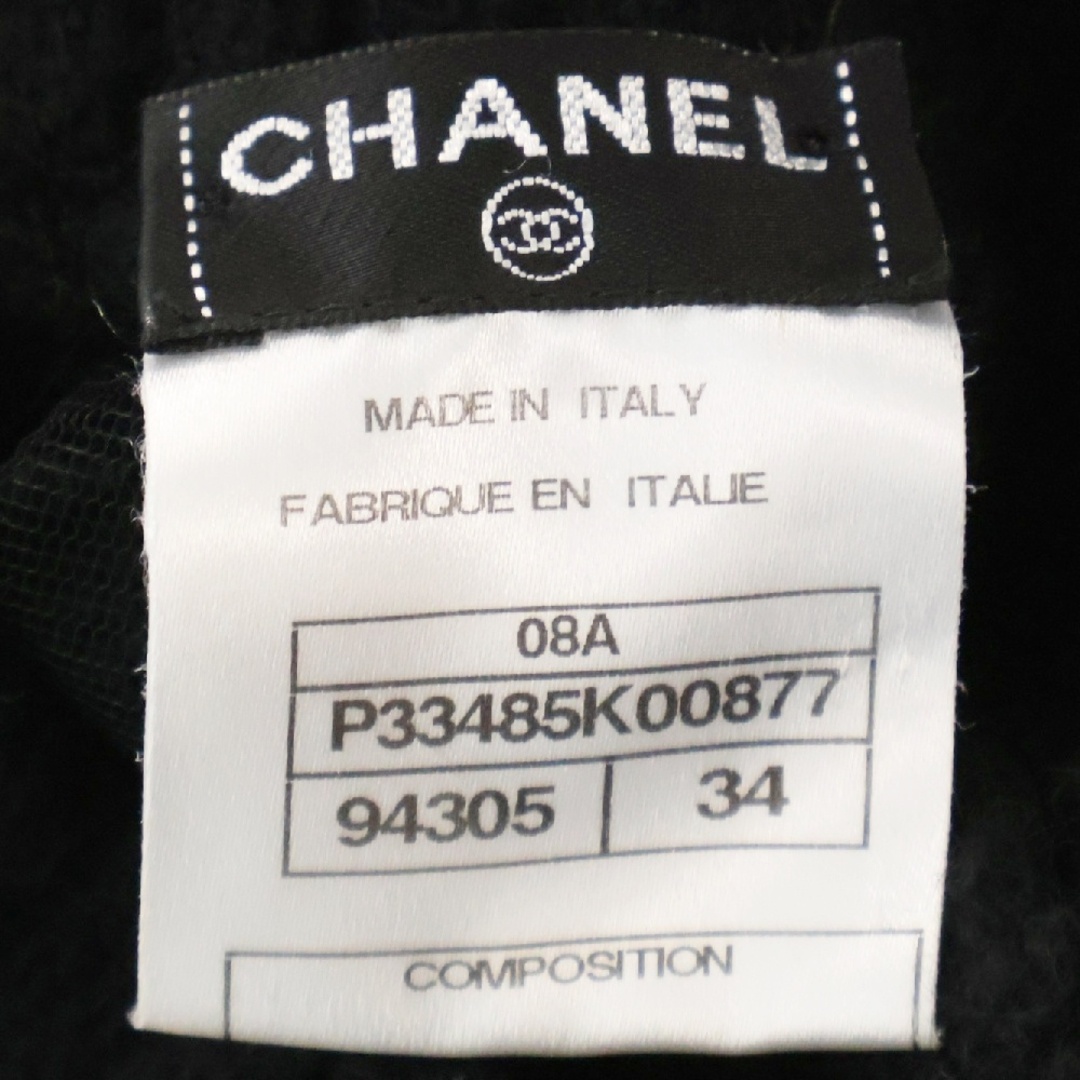 CHANEL
MADE IN ITALY
FABRIQUE EN ITALIE
08A
P33485K00877
94305 34
COMPOSITION